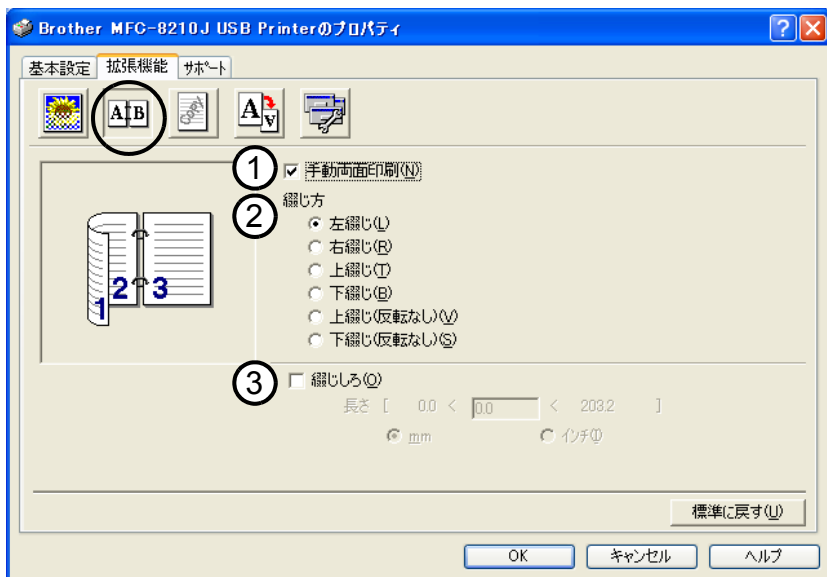 Brother MFC-8210J USB Printerのプロパティ
基本設定 拡張機能 サポート
A B COPY A A
① 手動両面印刷(N)
② 綴じ方
左綴じ(L)
右綴じ(R)
上綴じ(T)
下綴じ(B)
上綴じ(反転なし)(V)
下綴じ(反転なし)(S)
1 2 3
③ 綴じしろ(O)
長さ [ 0.0 < 0.0 < 203.2 ]
mm インチ(I)
標準に戻す(U)
OK キャンセル ヘルプ